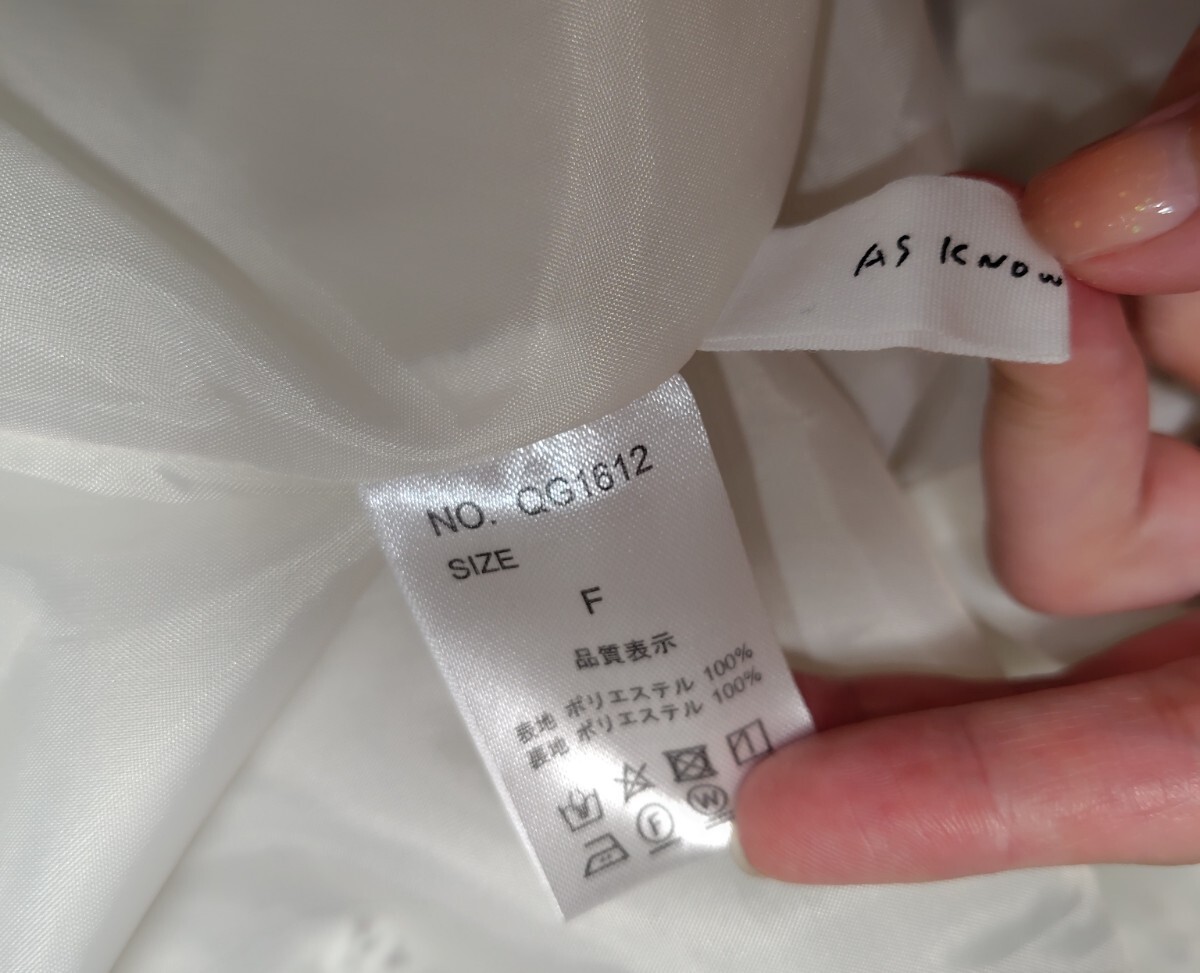 AS KNOW
NO. QG1612
SIZE
F
品質表示
表地 ポリエステル 100%
裏地 ポリエステル 100%
F
W